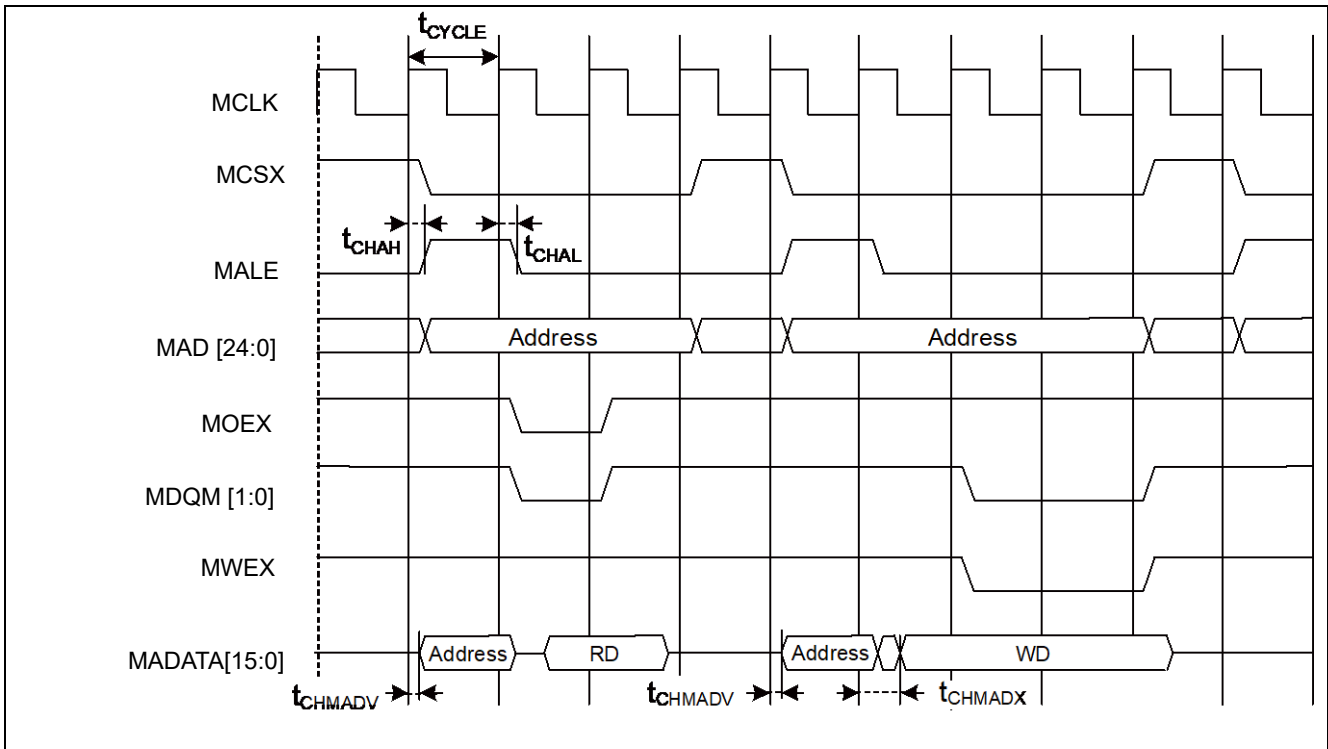 tCYCLE
MCLK
MCSX
tCHAH
tCHAL
MALE
MAD [24:0]
Address
Address
MOEX
MDQM [1:0]
MWEX
MADATA[15:0]
Address
RD
Address
WD
tCHMADV
tCHMADV
tCHMADX